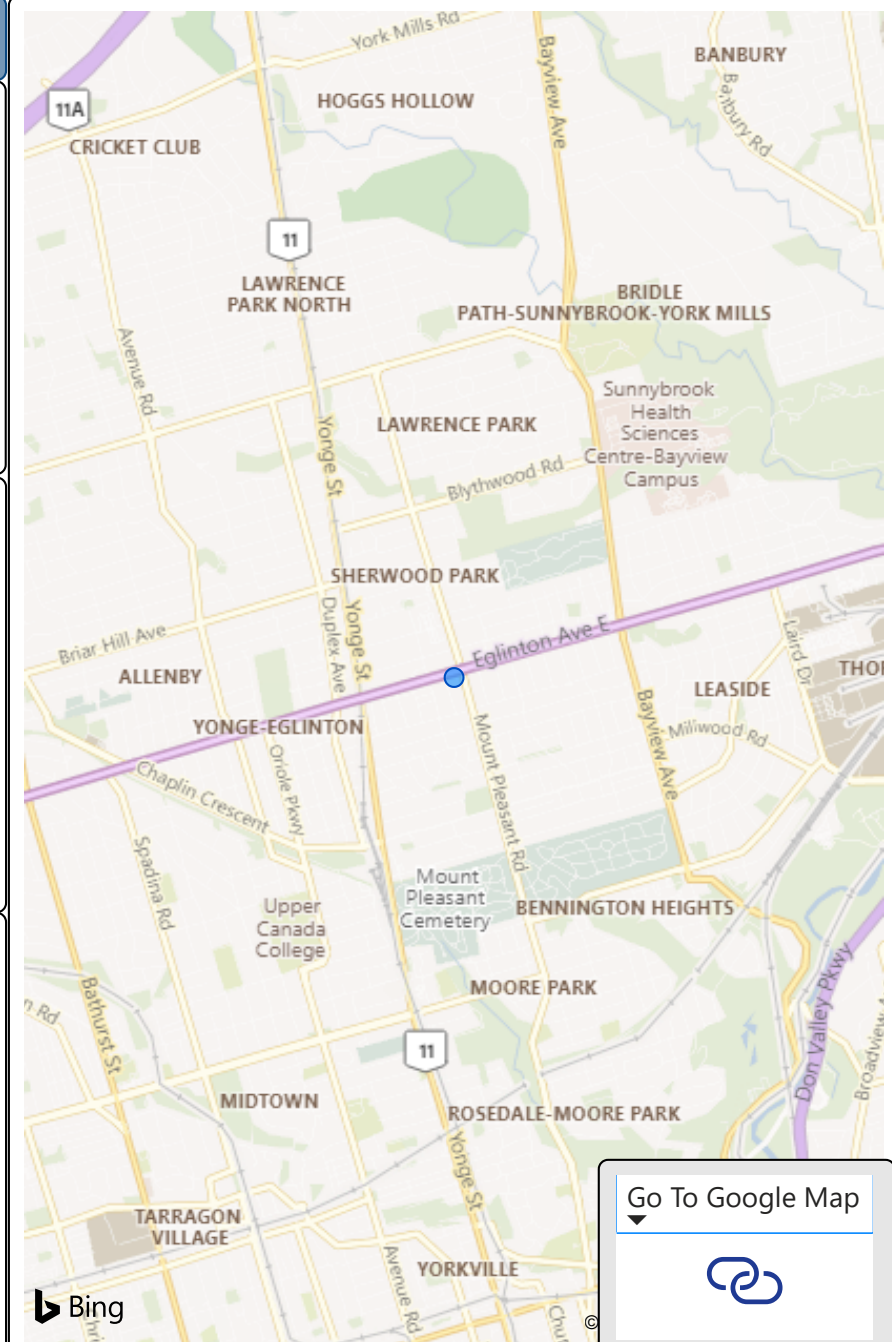 York Mills Rd
BANBURY
Bayview Ave
Banbury Rd
11A
HOGGS HOLLOW
CRICKET CLUB
11
LAWRENCE
PARK NORTH
BRIDLE
PATH-SUNNYBROOK-YORK MILLS
Avenue Rd
Sunnybrook
Health
Sciences
Centre-Bayview
Campus
LAWRENCE PARK
Yonge St
Blythwood Rd
SHERWOOD PARK
Duplex Ave
Yonge St
Eglinton Ave E
Briar Hill Ave
Laird Dr
ALLENBY
LEASIDE
YONGE-EGLINTON
Bayview Ave
Millwood Rd
Mount Pleasant Rd
Oriole Pkwy
Chaplin Crescent
Spadina Rd
Mount
Pleasant
Cemetery
Upper
Canada
College
BENNINGTON HEIGHTS
MOORE PARK
Bathurst St
Don Valley Pkwy
11
MIDTOWN
ROSEDALE-MOORE PARK
Yonge St
TARRAGON
VILLAGE
Go To Google Map
Avenue Rd
YORKVILLE
Bing
©